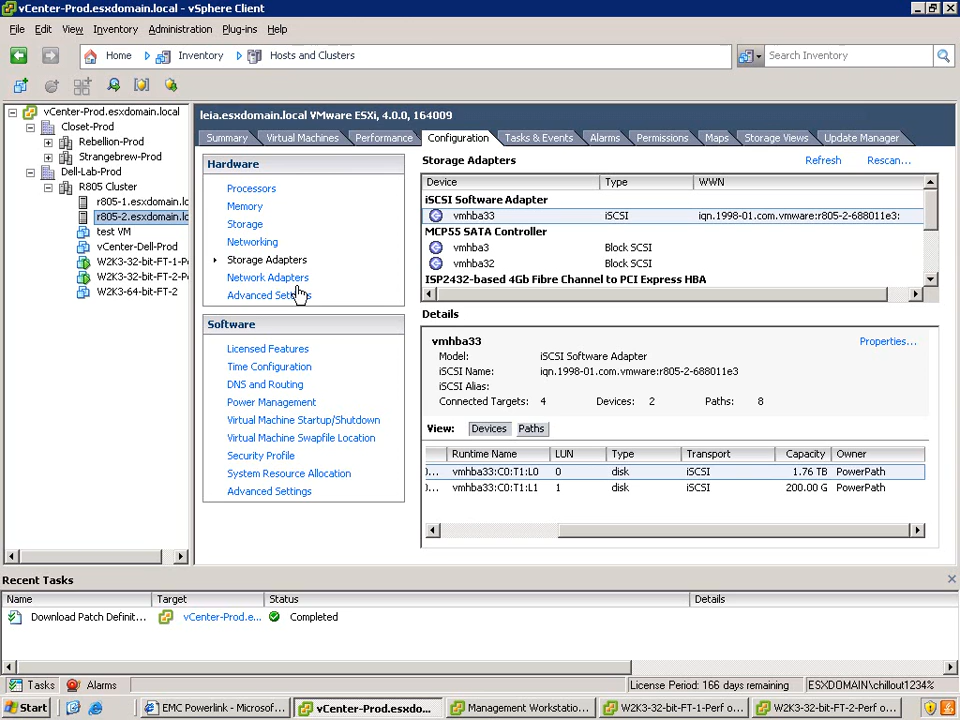 vCenter-Prod.esxdomain.local - vSphere Client
File Edit View Inventory Administration Plug-ins Help
Home Inventory Hosts and Clusters Search Inventory
vCenter-Prod.esxdomain.local
Closet-Prod
Rebellion-Prod
Strangebrew-Prod
Dell-Lab-Prod
R805 Cluster
r805-1.esxdomain.lc
r805-2.esxdomain.lc
test VM
vCenter-Dell-Prod
W2K3-32-bit-FT-1-P
W2K3-32-bit-FT-2-P
W2K3-64-bit-FT-2
leia.esxdomain.local VMware ESXi, 4.0.0, 164009
Summary Virtual Machines Performance Configuration Tasks & Events Alarms Permissions Maps Storage Views Update Manager
Hardware
Processors
Memory
Storage
Networking
Storage Adapters
Network Adapters
Advanced Settings
Software
Licensed Features
Time Configuration
DNS and Routing
Power Management
Virtual Machine Startup/Shutdown
Virtual Machine Swapfile Location
Security Profile
System Resource Allocation
Advanced Settings
Storage Adapters Refresh Rescan...
Device Type WWN
iSCSI Software Adapter
vmhba33 iSCSI iqn.1998-01.com.vmware:r805-2-688011e3:
MCP55 SATA Controller
vmhba3 Block SCSI
vmhba32 Block SCSI
ISP2432-based 4Gb Fibre Channel to PCI Express HBA
Details
vmhba33 Properties...
Model: iSCSI Software Adapter
iSCSI Name: iqn.1998-01.com.vmware:r805-2-688011e3
iSCSI Alias:
Connected Targets: 4 Devices: 2 Paths: 8
View: Devices Paths
Runtime Name LUN Type Transport Capacity Owner
0... vmhba33:C0:T1:L0 0 disk iSCSI 1.76 TB PowerPath
... vmhba33:C0:T1:L1 1 disk iSCSI 200.00 G PowerPath
Recent Tasks
Name Target Status Details
Download Patch Definit... vCenter-Prod.e... Completed
Tasks Alarms License Period: 166 days remaining ESXDOMAIN\chillout1234%
Start EMC Powerlink - Microsof... vCenter-Prod.esxdo... Management Workstatio... W2K3-32-bit-FT-1-Perf o... W2K3-32-bit-FT-2-Perf o...